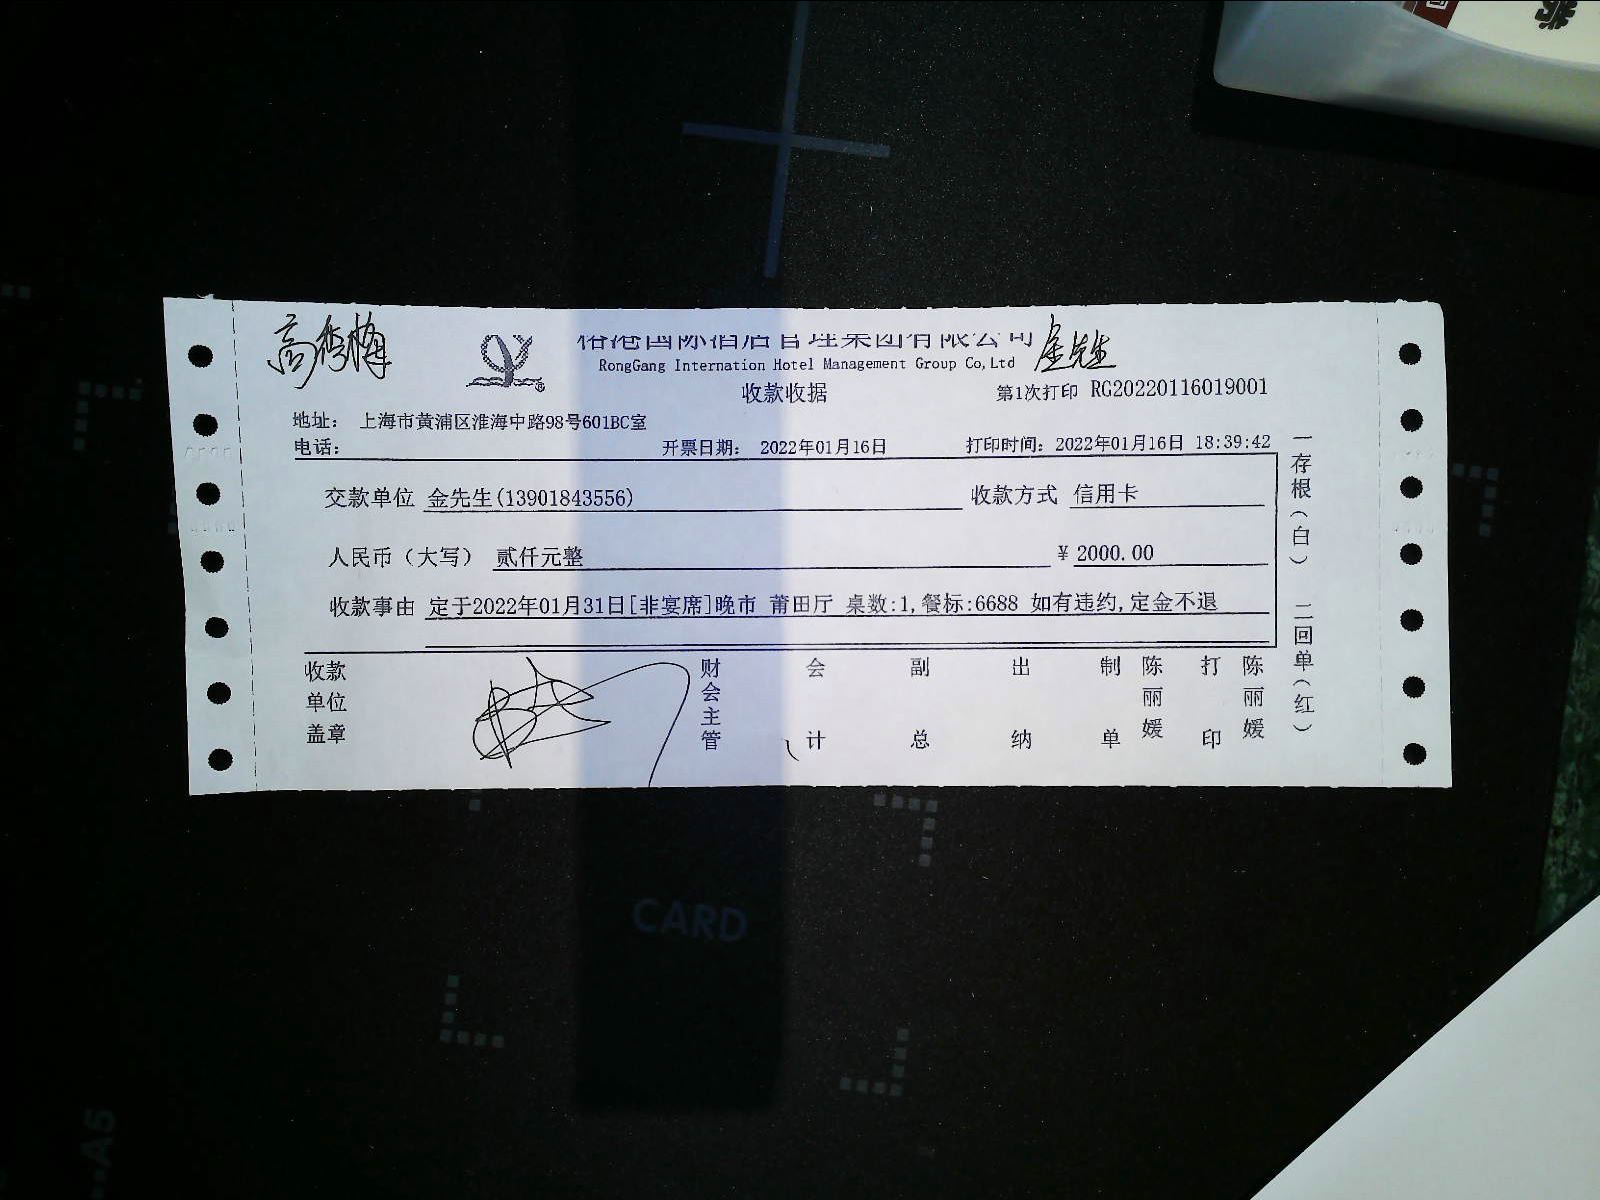 高秀梅
裕港国际酒店管理集团有限公司 金先生
RongGang Internation Hotel Management Group Co,Ltd
收款收据
第1次打印 RG20220116019001
地址: 上海市黄浦区淮海中路98号601BC室
电话: 开票日期: 2022年01月16日 打印时间: 2022年01月16日 18:39:42
交款单位 金先生(13901843556) 收款方式 信用卡
人民币（大写） 贰仟元整 ¥ 2000.00
收款事由 定于2022年01月31日[非宴席]晚市 莆田厅 桌数:1,餐标:6688 如有违约,定金不退
收款单位盖章 财会主管 会计 副总 出纳 制单 陈丽媛 打印 陈丽媛
一存根（白） 二回单（红）
CARD
A5